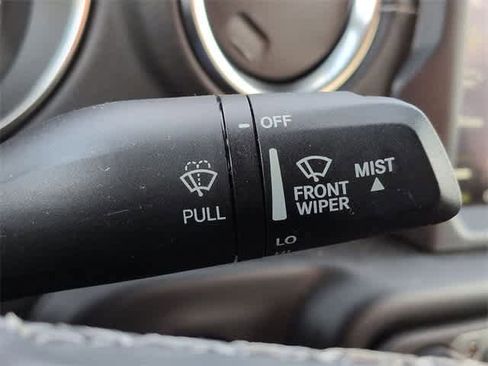 OFF
PULL
FRONT
WIPER
MIST
LO